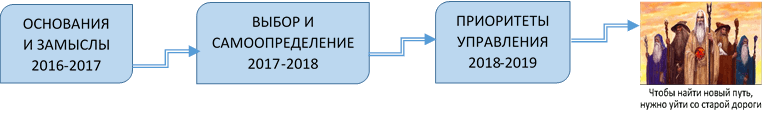 ОСНОВАНИЯ
И ЗАМЫСЛЫ
2016-2017
ВЫБОР И
САМООПРЕДЕЛЕНИЕ
2017-2018
ПРИОРИТЕТЫ
УПРАВЛЕНИЯ
2018-2019
Чтобы найти новый путь,
нужно уйти со старой дороги